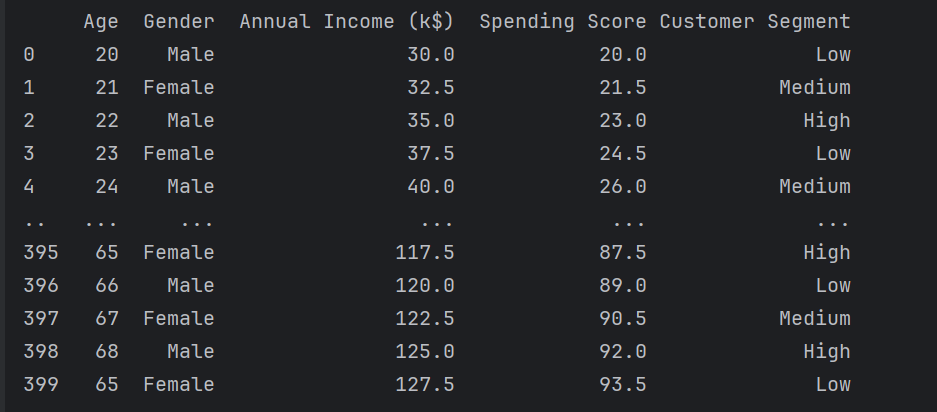 Age  Gender  Annual Income (k$)  Spending Score Customer Segment
0     20    Male                30.0            20.0              Low
1     21  Female                32.5            21.5           Medium
2     22    Male                35.0            23.0             High
3     23  Female                37.5            24.5              Low
4     24    Male                40.0            26.0           Medium
..   ...     ...                 ...             ...              ...
395   65  Female               117.5            87.5             High
396   66    Male               120.0            89.0              Low
397   67  Female               122.5            90.5           Medium
398   68    Male               125.0            92.0             High
399   65  Female               127.5            93.5              Low